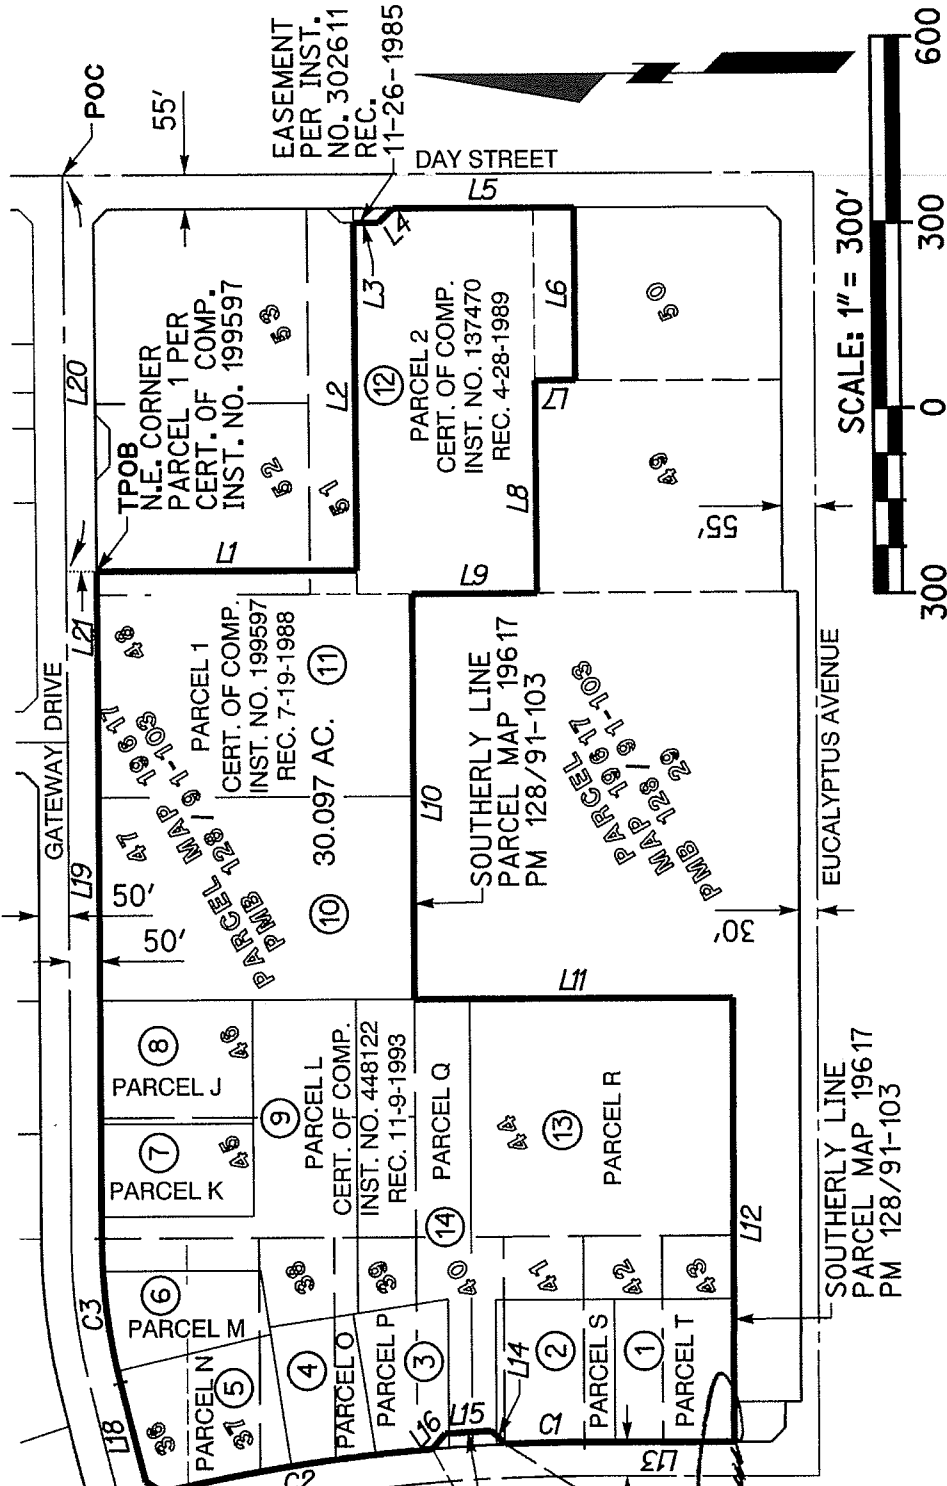 POC
55'
EASEMENT
PER INST.
NO. 302611
REC.
11-26-1985
DAY STREET
GATEWAY DRIVE
L20
L21
L19
50'
50'
TPOB
N.E. CORNER
PARCEL 1 PER
CERT. OF COMP.
INST. NO. 199597
53
52
51
L1
L2
L3
L4
L5
L6
L7
L8
L9
L10
L11
L12
12
PARCEL 2
CERT. OF COMP.
INST. NO. 137470
REC. 4-28-1989
50
49
55'
48
PARCEL 1
CERT. OF COMP.
INST. NO. 199597
REC. 7-19-1988
11
47
PARCEL MAP 19617
PMB 128/91-103
10
30.097 AC.
SOUTHERLY LINE
PARCEL MAP 19617
PM 128/91-103
PARCEL
MAP 19617
PMB 128/91-103
29
30'
EUCALYPTUS AVENUE
8
PARCEL J
46
7
PARCEL K
45
9
PARCEL L
CERT. OF COMP.
INST. NO. 448122
REC. 11-9-1993
PARCEL Q
14
44
13
PARCEL R
C3
6
PARCEL M
L18
36
PARCEL N
37
5
4
PARCEL O
38
PARCEL P
39
3
40
41
42
43
L16
L15
L14
2
PARCEL S
1
PARCEL T
C1
C2
L13
SOUTHERLY LINE
PARCEL MAP 19617
PM 128/91-103
SCALE: 1"= 300'
300
0
300
600